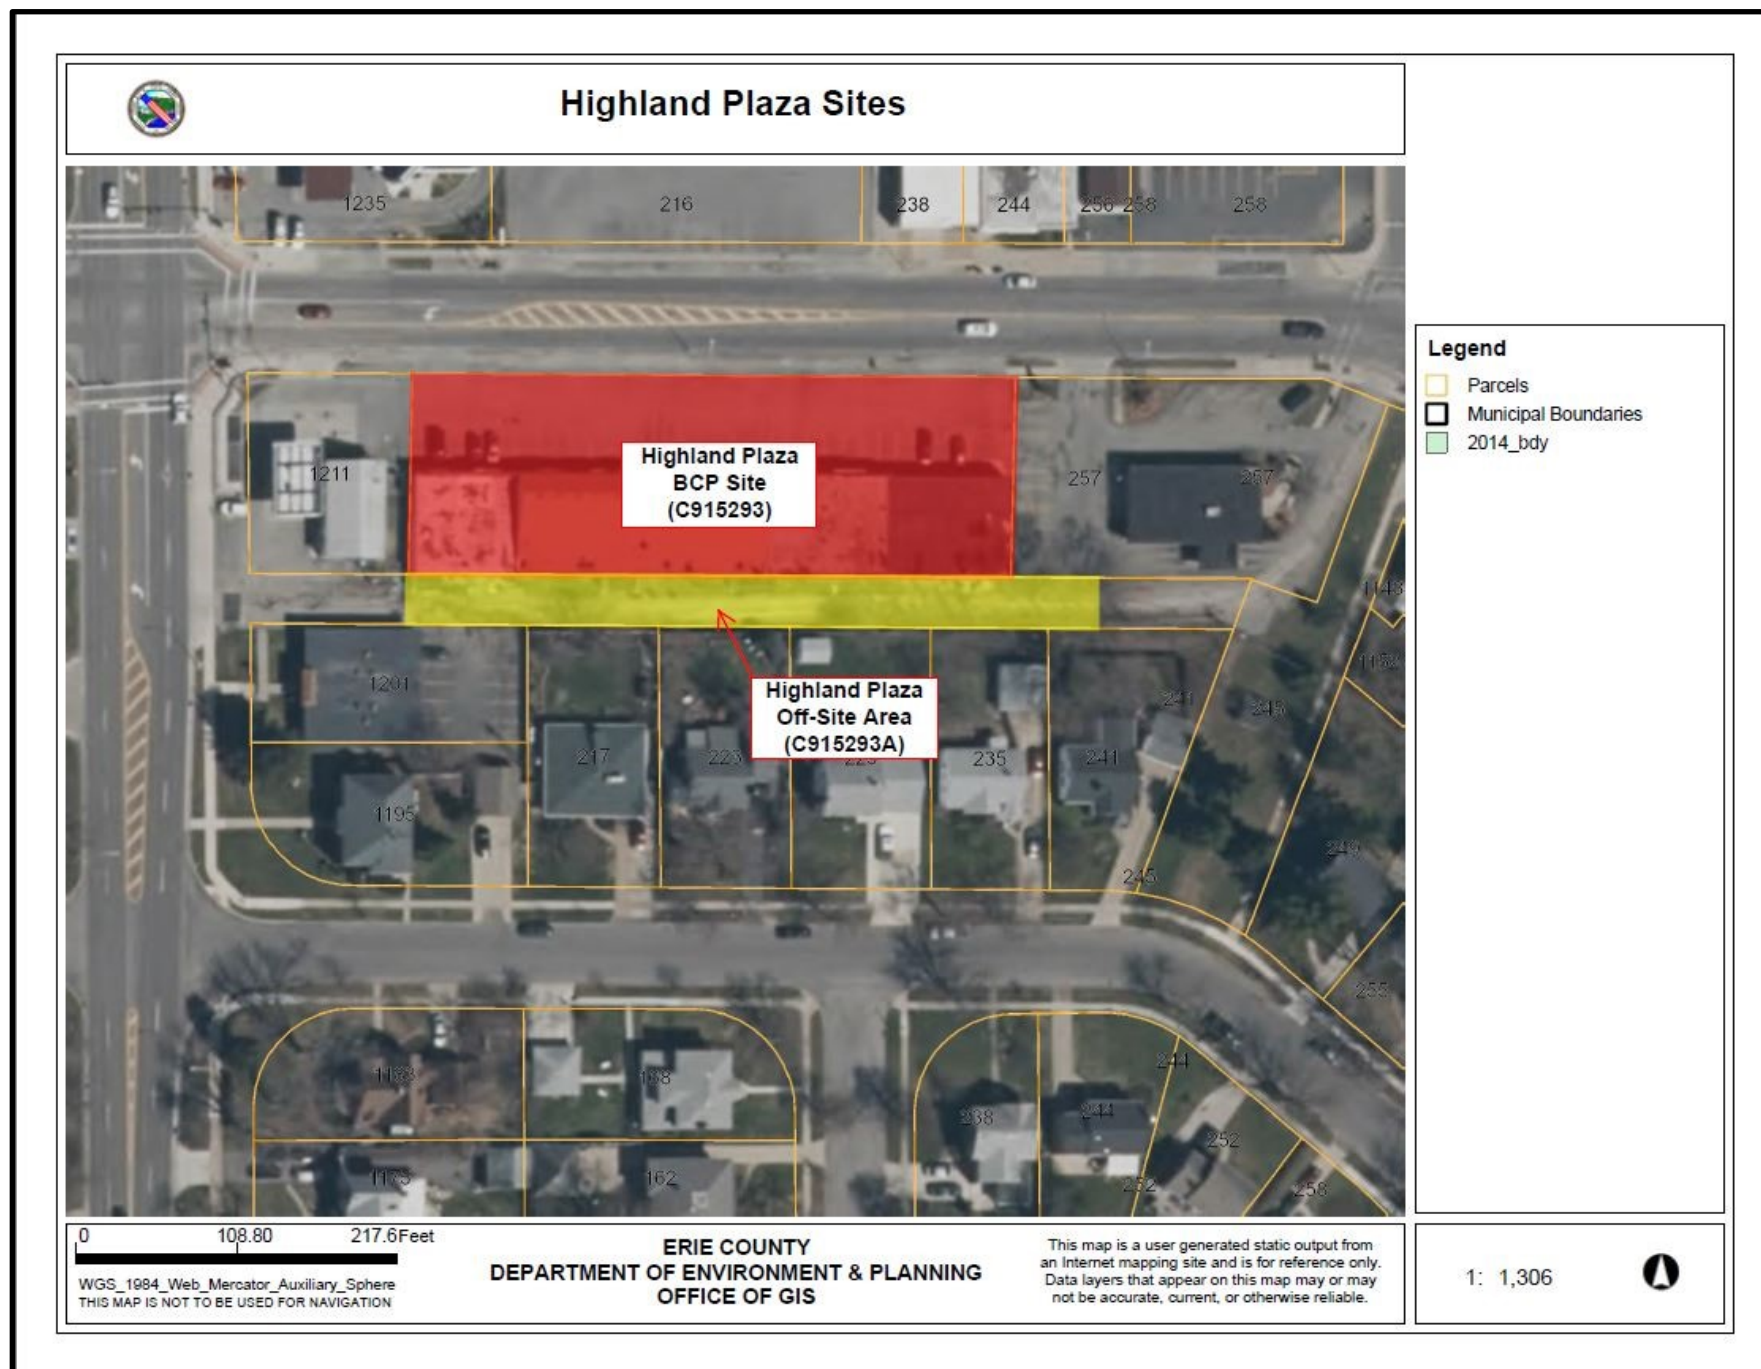 Highland Plaza Sites
1235
216
238
244
256
258
258
1211
Highland Plaza
BCP Site
(C915293)
257
257
1148
1201
Highland Plaza
Off-Site Area
(C915293A)
241
245
217
223
235
241
1195
249
245
255
168
244
238
244
252
1175
162
252
258
Legend
Parcels
Municipal Boundaries
2014_bdy
0
108.80
217.6Feet
WGS_1984_Web_Mercator_Auxiliary_Sphere
THIS MAP IS NOT TO BE USED FOR NAVIGATION
ERIE COUNTY
DEPARTMENT OF ENVIRONMENT & PLANNING
OFFICE OF GIS
This map is a user generated static output from
an Internet mapping site and is for reference only.
Data layers that appear on this map may or may
not be accurate, current, or otherwise reliable.
1: 1,306